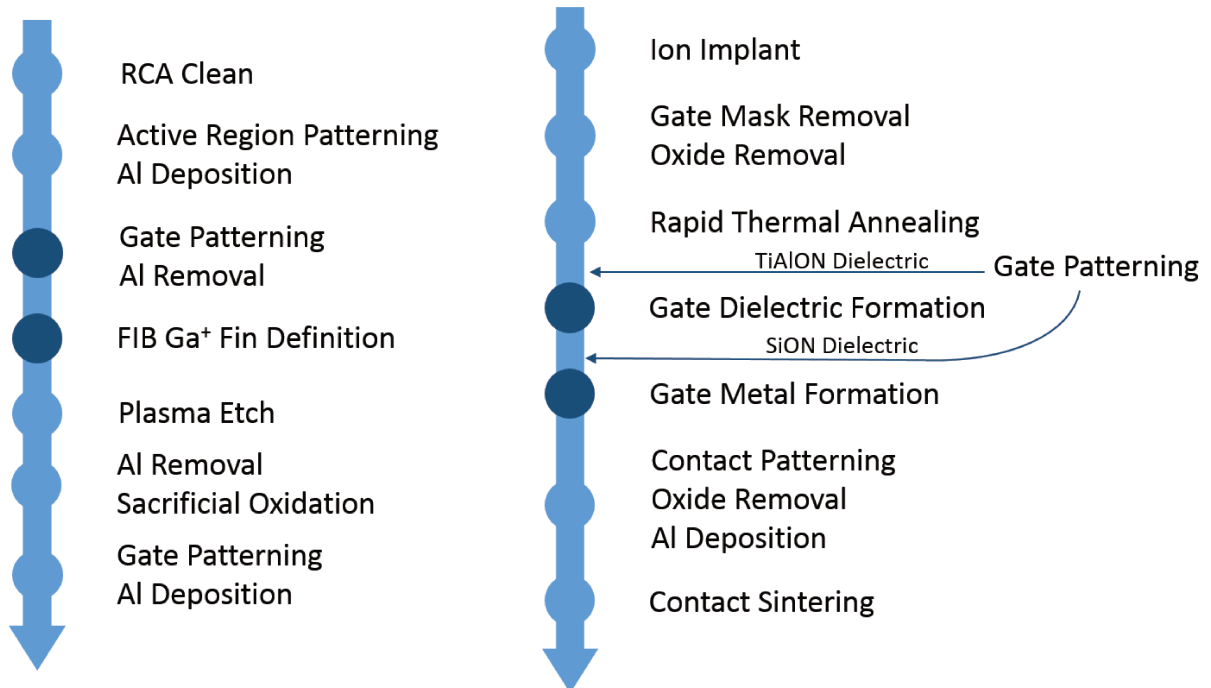 RCA Clean
Active Region Patterning
Al Deposition
Gate Patterning
Al Removal
FIB Ga⁺ Fin Definition
Plasma Etch
Al Removal
Sacrificial Oxidation
Gate Patterning
Al Deposition
Ion Implant
Gate Mask Removal
Oxide Removal
Rapid Thermal Annealing
TiAlON Dielectric
Gate Patterning
Gate Dielectric Formation
SiON Dielectric
Gate Metal Formation
Contact Patterning
Oxide Removal
Al Deposition
Contact Sintering